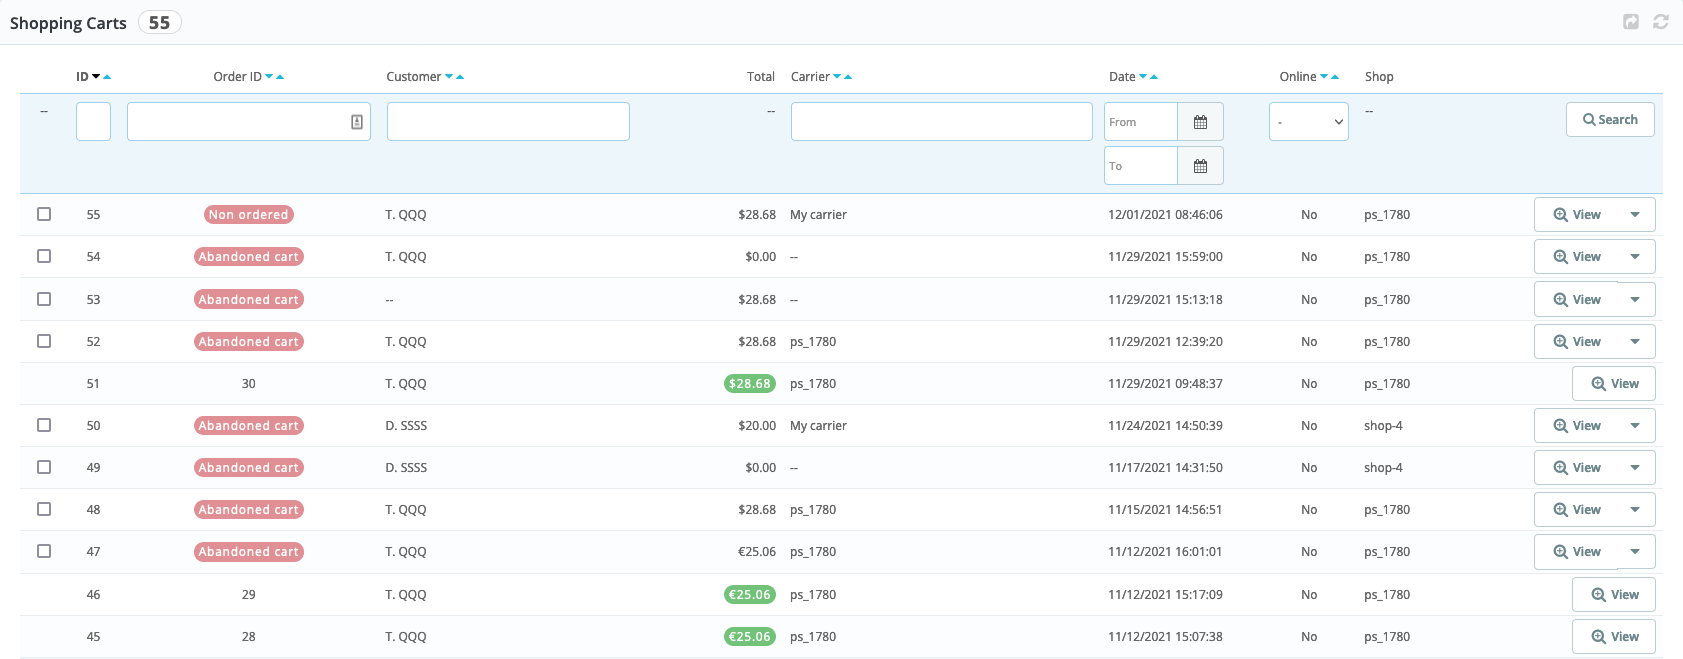 Shopping Carts 55
ID Order ID Customer Total Carrier Date Online Shop
-- -- From - -- Search
To
55 Non ordered T. QQQ $28.68 My carrier 12/01/2021 08:46:06 No ps_1780 View
54 Abandoned cart T. QQQ $0.00 -- 11/29/2021 15:59:00 No ps_1780 View
53 Abandoned cart -- $28.68 -- 11/29/2021 15:13:18 No ps_1780 View
52 Abandoned cart T. QQQ $28.68 ps_1780 11/29/2021 12:39:20 No ps_1780 View
51 30 T. QQQ $28.68 ps_1780 11/29/2021 09:48:37 No ps_1780 View
50 Abandoned cart D. SSSS $20.00 My carrier 11/24/2021 14:50:39 No shop-4 View
49 Abandoned cart D. SSSS $0.00 -- 11/17/2021 14:31:50 No shop-4 View
48 Abandoned cart T. QQQ $28.68 ps_1780 11/15/2021 14:56:51 No ps_1780 View
47 Abandoned cart T. QQQ €25.06 ps_1780 11/12/2021 16:01:01 No ps_1780 View
46 29 T. QQQ €25.06 ps_1780 11/12/2021 15:17:09 No ps_1780 View
45 28 T. QQQ €25.06 ps_1780 11/12/2021 15:07:38 No ps_1780 View